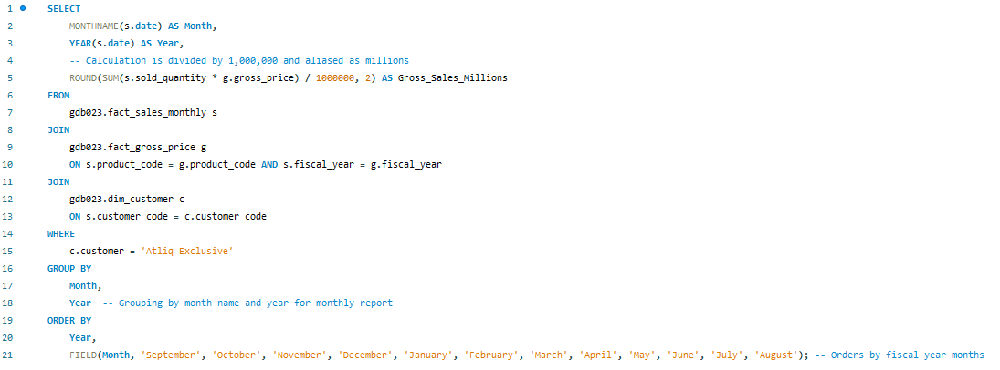 1 SELECT
2 MONTHNAME(s.date) AS Month,
3 YEAR(s.date) AS Year,
4 -- Calculation is divided by 1,000,000 and aliased as millions
5 ROUND(SUM(s.sold_quantity * g.gross_price) / 1000000, 2) AS Gross_Sales_Millions
6 FROM
7 gdb023.fact_sales_monthly s
8 JOIN
9 gdb023.fact_gross_price g
10 ON s.product_code = g.product_code AND s.fiscal_year = g.fiscal_year
11 JOIN
12 gdb023.dim_customer c
13 ON s.customer_code = c.customer_code
14 WHERE
15 c.customer = 'Atliq Exclusive'
16 GROUP BY
17 Month,
18 Year -- Grouping by month name and year for monthly report
19 ORDER BY
20 Year,
21 FIELD(Month, 'September', 'October', 'November', 'December', 'January', 'February', 'March', 'April', 'May', 'June', 'July', 'August'); -- Orders by fiscal year months